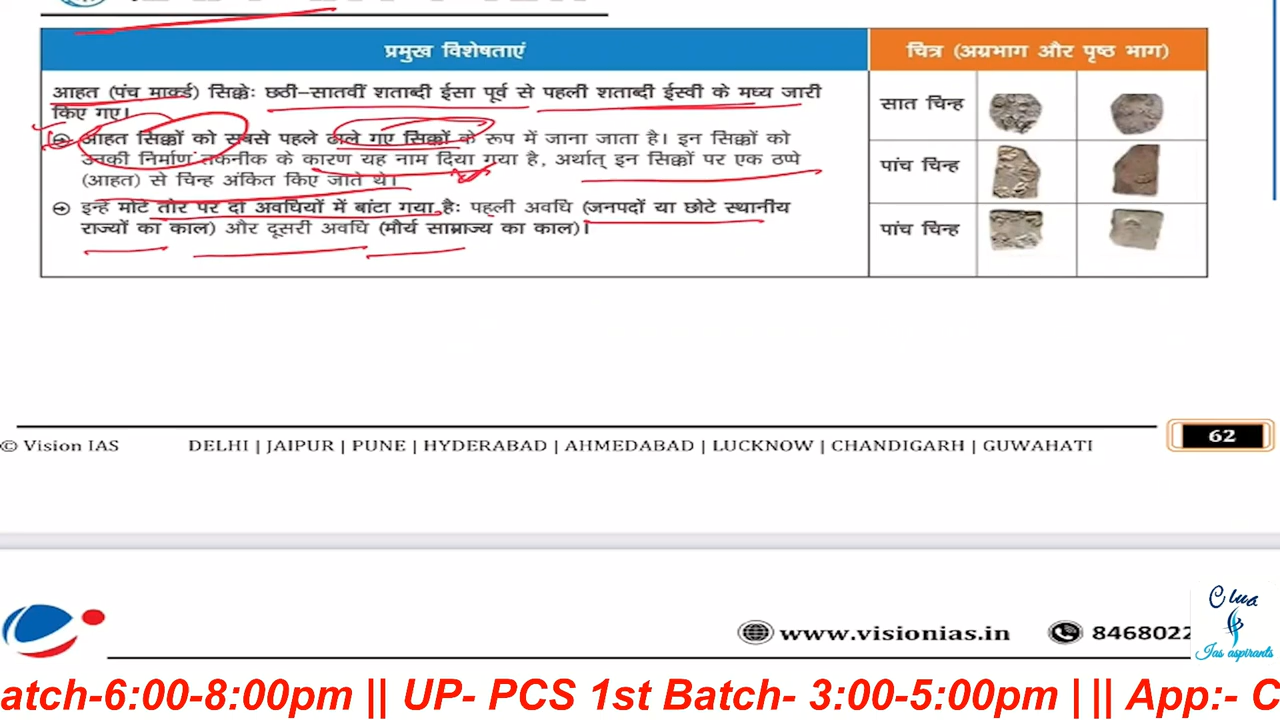 प्रमुख विशेषताएं
चित्र (अग्रभाग और पृष्ठ भाग)
आहत (पंच मार्क्ड) सिक्केः छठी–सातवीं शताब्दी ईसा पूर्व से पहली शताब्दी ईस्वी के मध्य जारी
किए गए।
आहत सिक्कों को सबसे पहले ढाले गए सिक्कों के रूप में जाना जाता है। इन सिक्कों को
उनकी निर्माण तकनीक के कारण यह नाम दिया गया है, अर्थात् इन सिक्कों पर एक ठप्पे
(आहत) से चिन्ह अंकित किए जाते थे।
इन्हें मोटे तौर पर दो अवधियों में बांटा गया हैः पहली अवधि (जनपदों या छोटे स्थानीय
राज्यों का काल) और दूसरी अवधि (मौर्य साम्राज्य का काल)।
सात चिन्ह
पांच चिन्ह
पांच चिन्ह
© Vision IAS DELHI | JAIPUR | PUNE | HYDERABAD | AHMEDABAD | LUCKNOW | CHANDIGARH | GUWAHATI
62
www.visionias.in
8468022
Clue
Ias aspirants
atch-6:00-8:00pm || UP- PCS 1st Batch- 3:00-5:00pm | || App:- C